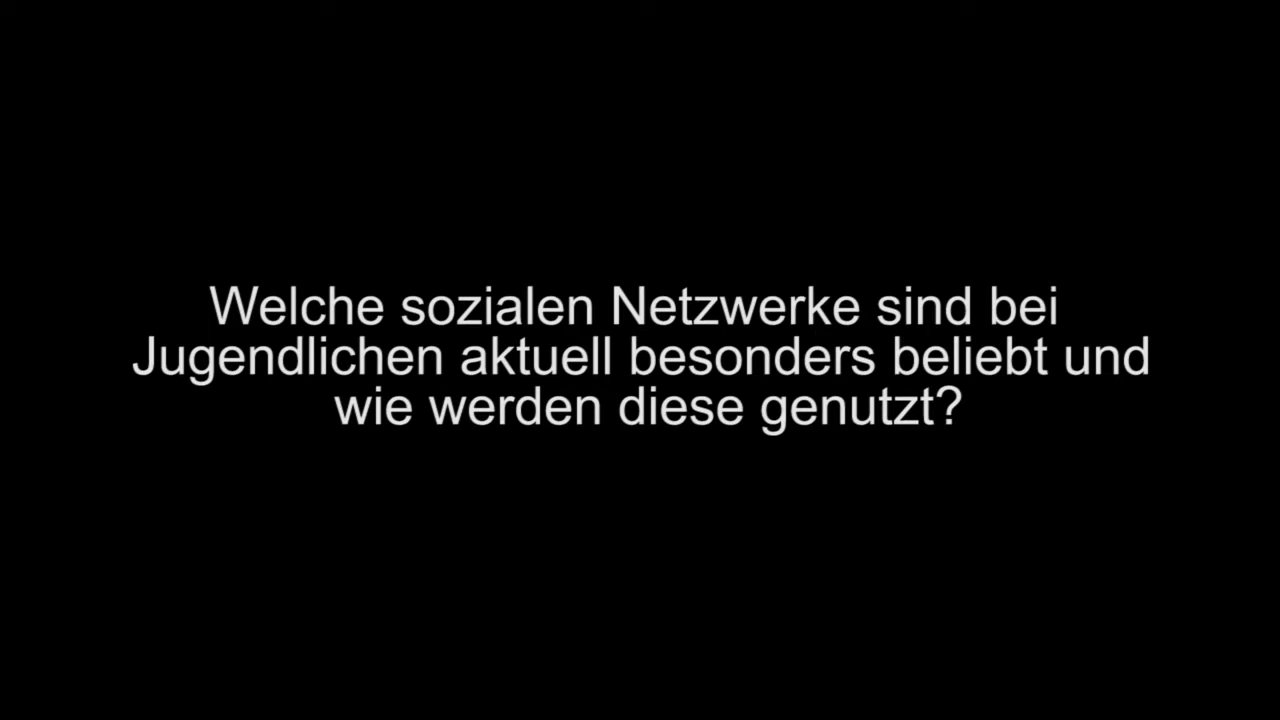 Welche sozialen Netzwerke sind bei
Jugendlichen aktuell besonders beliebt und
wie werden diese genutzt?